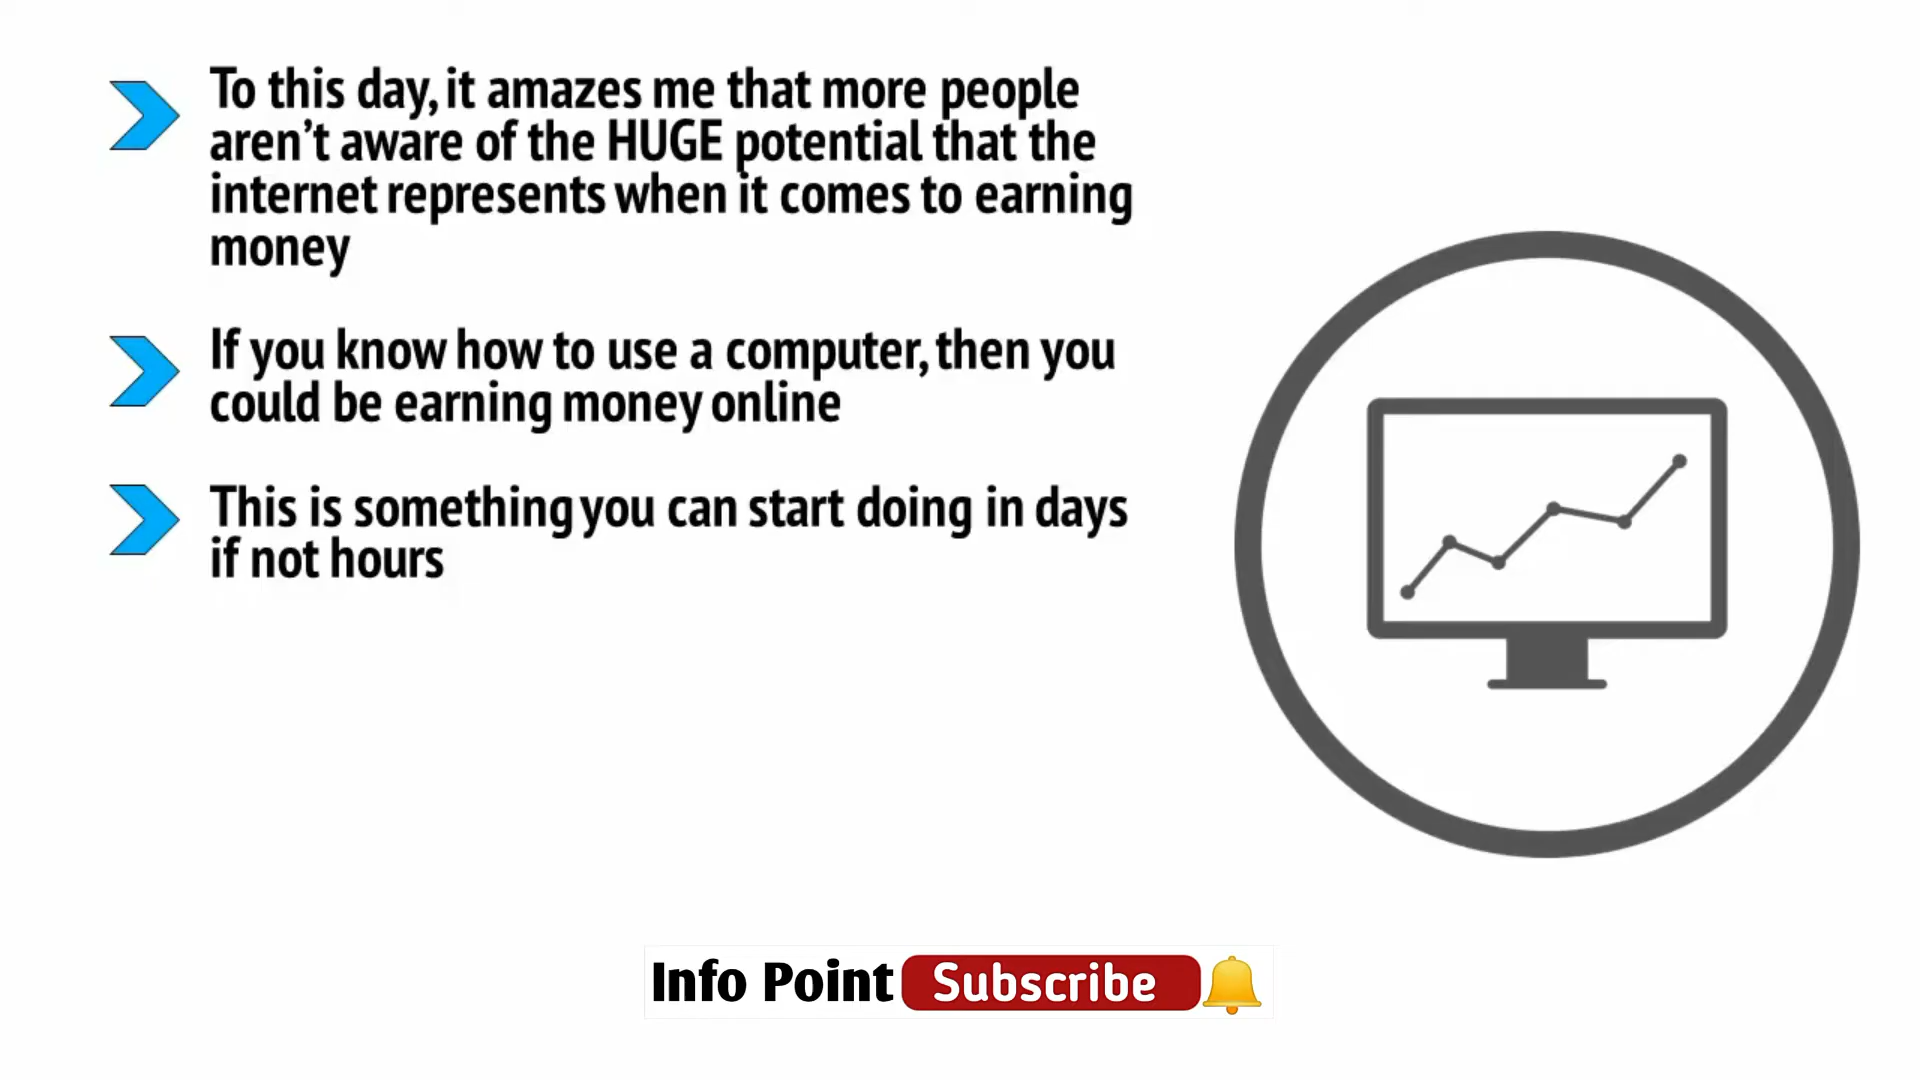 To this day, it amazes me that more people
aren’t aware of the HUGE potential that the
internet represents when it comes to earning
money
If you know how to use a computer, then you
could be earning money online
This is something you can start doing in days
if not hours
Info Point Subscribe